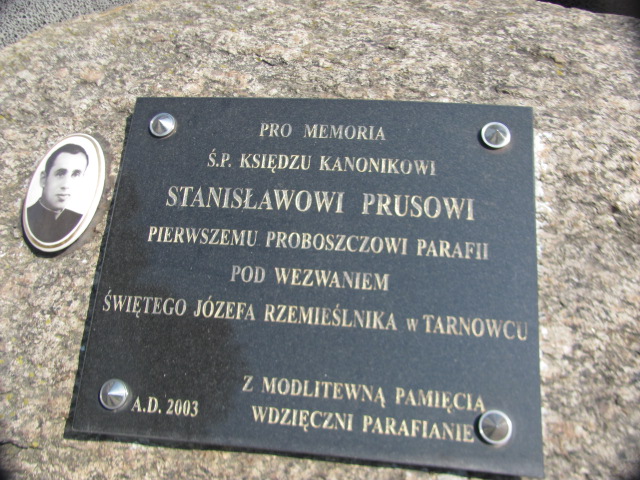 PRO MEMORIA
Ś.P. KSIĘDZU KANONIKOWI
STANISŁAWOWI PRUSOWI
PIERWSZEMU PROBOSZCZOWI PARAFII
POD WEZWANIEM
ŚWIĘTEGO JÓZEFA RZEMIEŚLNIKA w TARNOWCU
Z MODLITEWNĄ PAMIĘCIĄ
A.D. 2003 WDZIĘCZNI PARAFIANIE